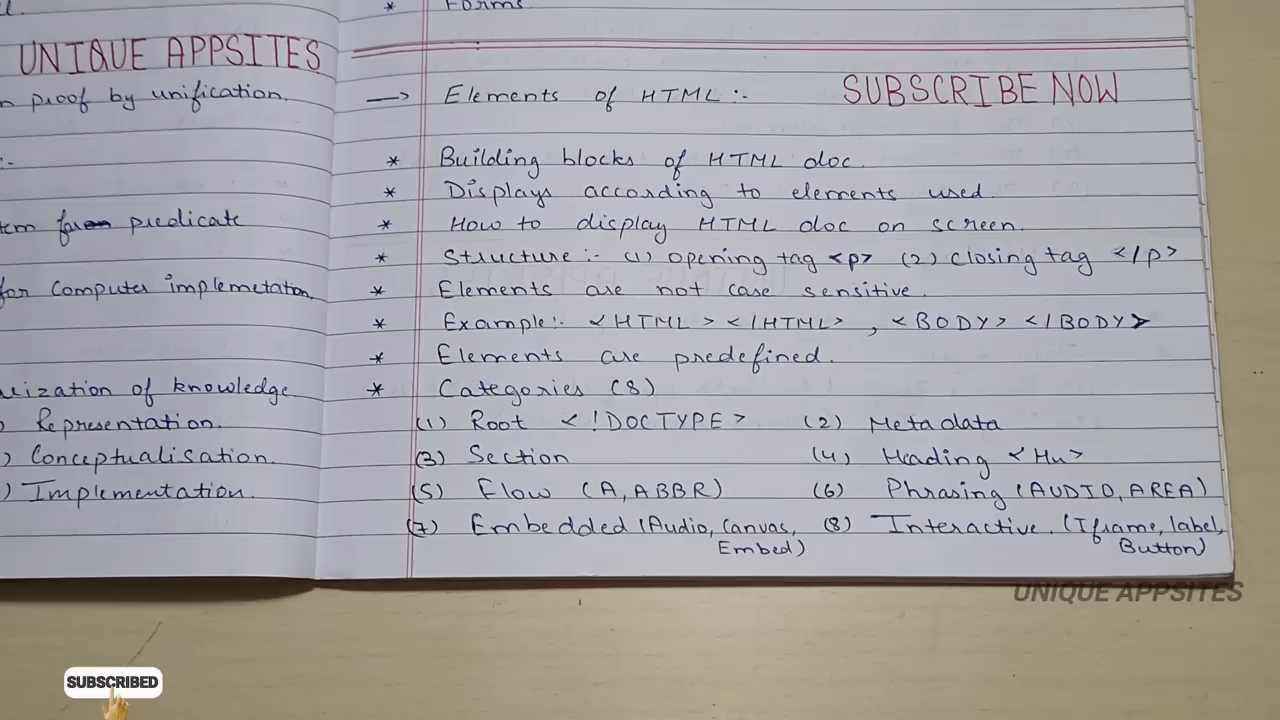 UNIQUE APPSITES
n proof by unification.
:-
tem for predicate
for Computer implemetation.
ization of knowledge
Representation.
) Conceptualisation.
) Implementation.
* Forms
→ Elements of HTML:-
SUBSCRIBE NOW
* Building blocks of HTML doc.
* Displays according to elements used.
* How to display HTML doc on screen.
* Structure:- (1) opening tag <p> (2) closing tag </p>
* Elements are not case sensitive.
* Example:- <HTML></HTML>, <BODY></BODY>
* Elements are predefined.
* Categories (8)
(1) Root <!DOCTYPE> (2) Metadata
(3) Section (4) Heading <Hn>
(5) Flow (A, ABBR) (6) Phrasing (AUDIO, AREA)
(7) Embedded (Audio, Canvas, (8) Interactive (Iframe, label,
Embed) Button)
UNIQUE APPSITES
SUBSCRIBED